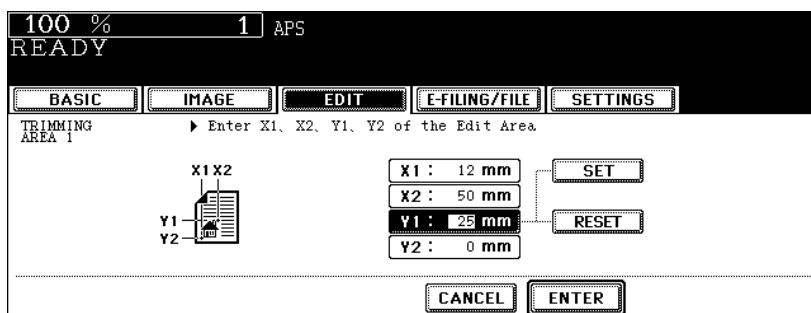 100 % 1 APS
READY
BASIC IMAGE EDIT E-FILING/FILE SETTINGS
TRIMMING ▶ Enter X1、X2、Y1、Y2 of the Edit Area
AREA 1
X1 X2
X1 : 12 mm SET
X2 : 50 mm
Y1 Y1 : 25 mm RESET
Y2 Y2 : 0 mm
CANCEL ENTER